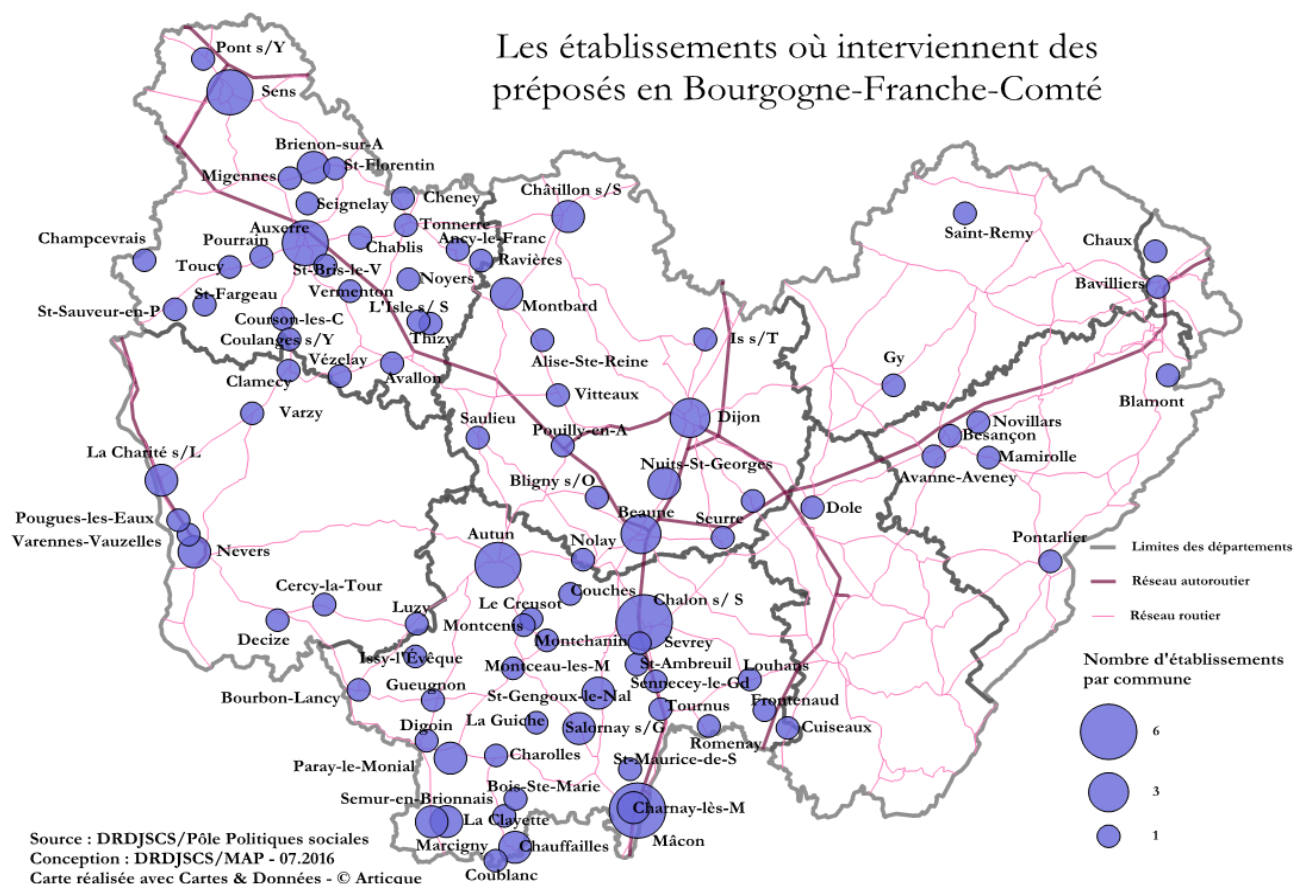 Les établissements où interviennent des
préposés en Bourgogne-Franche-Comté
Pont s/Y
Sens
Brienon-sur-A
St-Florentin
Migennes
Seignelay
Cheney
Châtillon s/S
Auxerre
Tonnerre
Champcevrais
Pourrain
Chablis
Ancy-le-Franc
Toucy
St-Bris-le-V
Noyers
Ravières
St-Fargeau
Vermenton
Montbard
St-Sauveur-en-P
Courson-les-C
L'Isle s/ S
Coulanges s/Y
Thizy
Vézelay
Clamecy
Avallon
Alise-Ste-Reine
Is s/T
Saint-Remy
Chaux
Bavilliers
Gy
Blamont
Varzy
Vitteaux
Saulieu
Pouilly-en-A
Dijon
Novillars
Besançon
Mamirolle
Avanne-Aveney
La Charité s/L
Nuits-St-Georges
Bligny s/O
Beaune
Seurre
Dole
Pougues-les-Eaux
Varennes-Vauzelles
Nevers
Autun
Nolay
Pontarlier
Cercy-la-Tour
Decize
Luzy
Couches
Le Creusot
Montcenis
Chalon s/ S
Montchanin
Sevrey
Issy-l'Évêque
Montceau-les-M
St-Ambreuil
Louhans
Bourbon-Lancy
Gueugnon
St-Gengoux-le-Nal
Sennecey-le-Gd
Tournus
Frontenaud
Digoin
La Guiche
Salornay s/G
Romenay
Cuiseaux
Paray-le-Monial
Charolles
St-Maurice-de-S
Bois-Ste-Marie
Semur-en-Brionnais
La Clayette
Charnay-lès-M
Marcigny
Chauffailles
Mâcon
Coublanc
Limites des départements
Réseau autoroutier
Réseau routier
Nombre d'établissements
par commune
6
3
1
Source : DRDJSCS/Pôle Politiques sociales
Conception : DRDJSCS/MAP - 07.2016
Carte réalisée avec Cartes & Données - © Articque